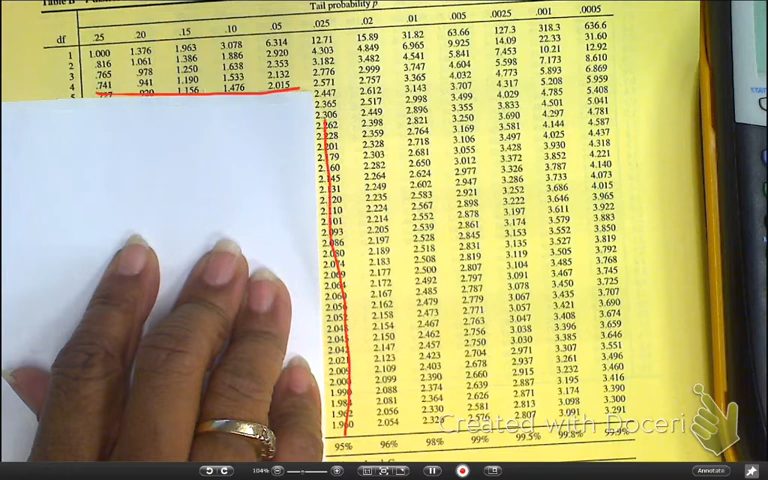 Tail probability p
df .25 .20 .15 .10 .05 .025 .02 .01 .005 .0025 .001 .0005
1 1.000 1.376 1.963 3.078 6.314 12.71 15.89 31.82 63.66 127.3 318.3 636.6
2 .816 1.061 1.386 1.886 2.920 4.303 4.849 6.965 9.925 14.09 22.33 31.60
3 .765 .978 1.250 1.638 2.353 3.182 3.482 4.541 5.841 7.453 10.21 12.92
4 .741 .941 1.190 1.533 2.132 2.776 2.999 3.747 4.604 5.598 7.173 8.610
1.156 1.476 2.015 2.571 2.757 3.365 4.032 4.773 5.893 6.869
2.447 2.612 3.143 3.707 4.317 5.208 5.959
2.365 2.517 2.998 3.499 4.029 4.785 5.408
2.306 2.449 2.896 3.355 3.833 4.501 5.041
2.262 2.398 2.821 3.250 3.690 4.297 4.781
2.228 2.359 2.764 3.169 3.581 4.144 4.587
2.328 2.718 3.106 3.497 4.025 4.437
2.303 2.681 3.055 3.428 3.930 4.318
2.282 2.650 3.012 3.372 3.852 4.221
2.264 2.624 2.977 3.326 3.787 4.140
2.249 2.602 2.947 3.286 3.733 4.073
2.235 2.583 2.921 3.252 3.686 4.015
2.224 2.567 2.898 3.222 3.646 3.965
2.214 2.552 2.878 3.197 3.611 3.922
2.205 2.539 2.861 3.174 3.579 3.883
2.197 2.528 2.845 3.153 3.552 3.850
2.189 2.518 2.831 3.135 3.527 3.819
2.183 2.508 2.819 3.119 3.505 3.792
2.177 2.500 2.807 3.104 3.485 3.768
2.172 2.492 2.797 3.091 3.467 3.745
2.167 2.485 2.787 3.078 3.450 3.725
2.162 2.479 2.779 3.067 3.435 3.707
2.158 2.473 2.771 3.057 3.421 3.690
2.154 2.467 2.763 3.047 3.408 3.674
2.150 2.462 2.756 3.038 3.396 3.659
2.147 2.457 2.750 3.030 3.385 3.646
2.123 2.423 2.704 2.971 3.307 3.551
2.109 2.403 2.678 2.937 3.261 3.496
2.099 2.390 2.660 2.915 3.232 3.460
2.088 2.374 2.639 2.887 3.195 3.416
2.081 2.364 2.626 2.871 3.174 3.390
2.056 2.330 2.581 2.813 3.098 3.300
2.054 2.326 2.576 2.807 3.091 3.291
95% 96% 98% 99% 99.5% 99.8% 99.9%
Created with Doceri
104%
Annotate